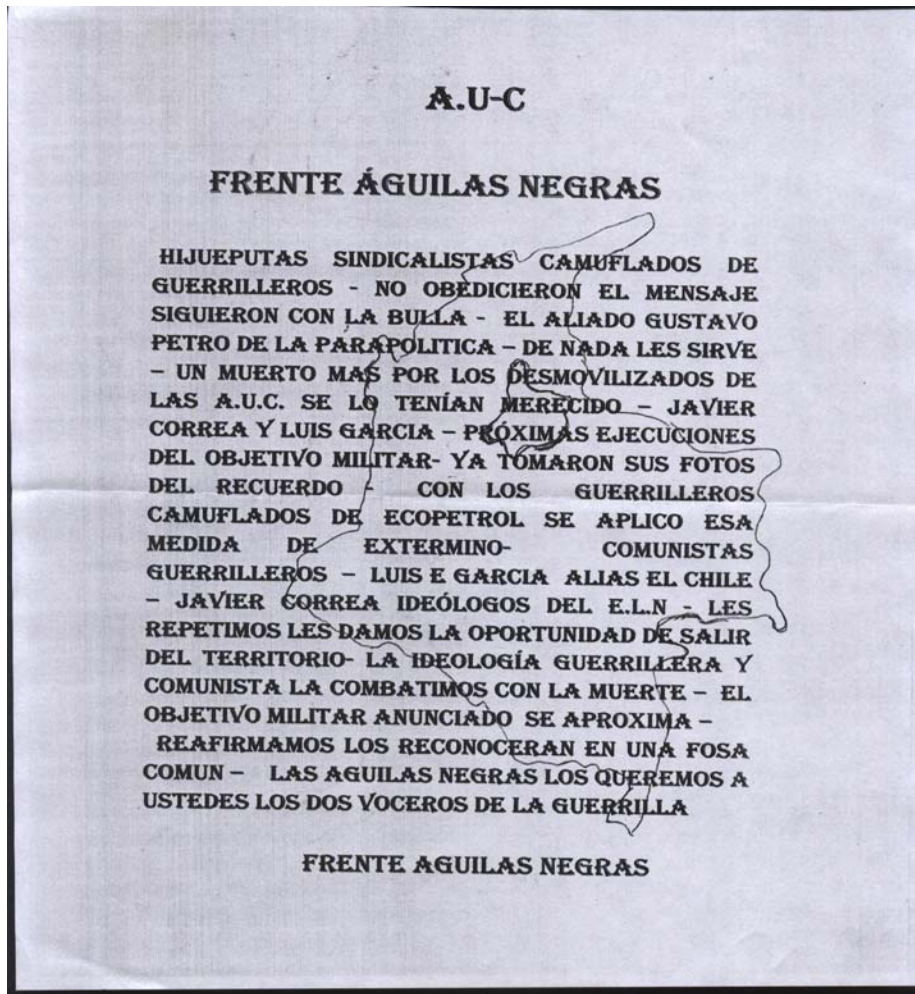 A.U-C
FRENTE ÁGUILAS NEGRAS
HIJUEPUTAS SINDICALISTAS CAMUFLADOS DE
GUERRILLEROS - NO OBEDICIERON EL MENSAJE
SIGUIERON CON LA BULLA - EL ALIADO GUSTAVO
PETRO DE LA PARAPOLITICA – DE NADA LES SIRVE
– UN MUERTO MAS POR LOS DESMOVILIZADOS DE
LAS A.U.C. SE LO TENÍAN MERECIDO – JAVIER
CORREA Y LUIS GARCIA – PRÓXIMAS EJECUCIONES
DEL OBJETIVO MILITAR- YA TOMARON SUS FOTOS
DEL RECUERDO - CON LOS GUERRILLEROS
CAMUFLADOS DE ECOPETROL SE APLICO ESA
MEDIDA DE EXTERMINO- COMUNISTAS
GUERRILLEROS – LUIS E GARCIA ALIAS EL CHILE
– JAVIER CORREA IDEÓLOGOS DEL E.L.N - LES
REPETIMOS LES DAMOS LA OPORTUNIDAD DE SALIR
DEL TERRITORIO- LA IDEOLOGÍA GUERRILLERA Y
COMUNISTA LA COMBATIMOS CON LA MUERTE – EL
OBJETIVO MILITAR ANUNCIADO SE APROXIMA –
REAFIRMAMOS LOS RECONOCERAN EN UNA FOSA
COMUN – LAS AGUILAS NEGRAS LOS QUEREMOS A
USTEDES LOS DOS VOCEROS DE LA GUERRILLA
FRENTE AGUILAS NEGRAS